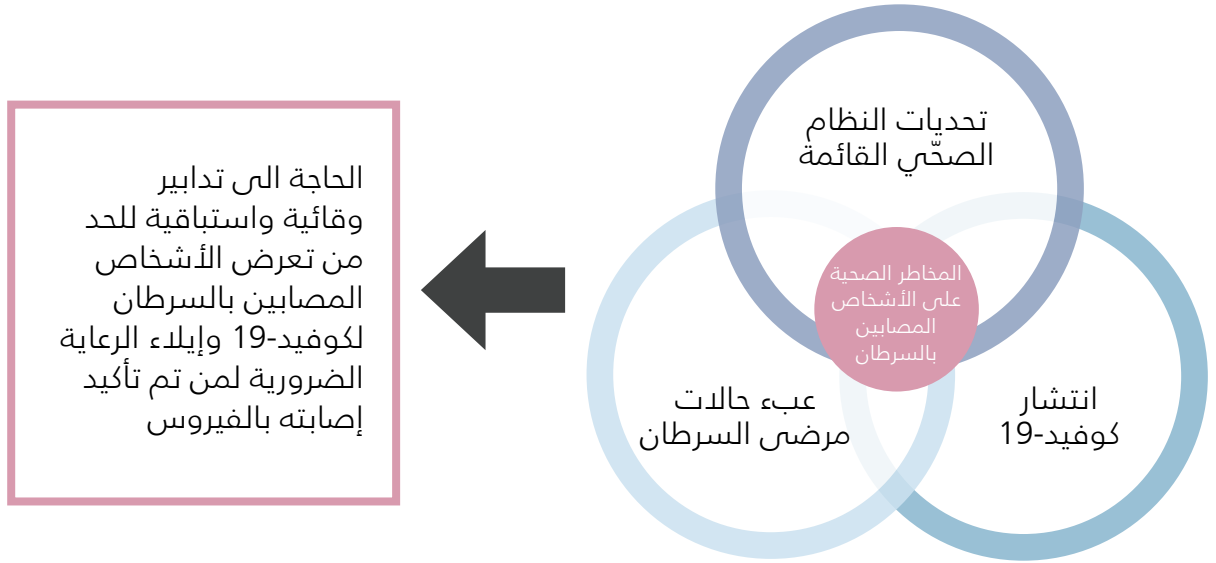 تحديات النظام
الصحّي القائمة
المخاطر الصحية
على الأشخاص
المصابين
بالسرطان
انتشار
كوفيد-19
عبء حالات
مرضى السرطان
الحاجة الى تدابير
وقائية واستباقية للحد
من تعرض الأشخاص
المصابين بالسرطان
لكوفيد-19 وإيلاء الرعاية
الضرورية لمن تم تأكيد
إصابته بالفيروس